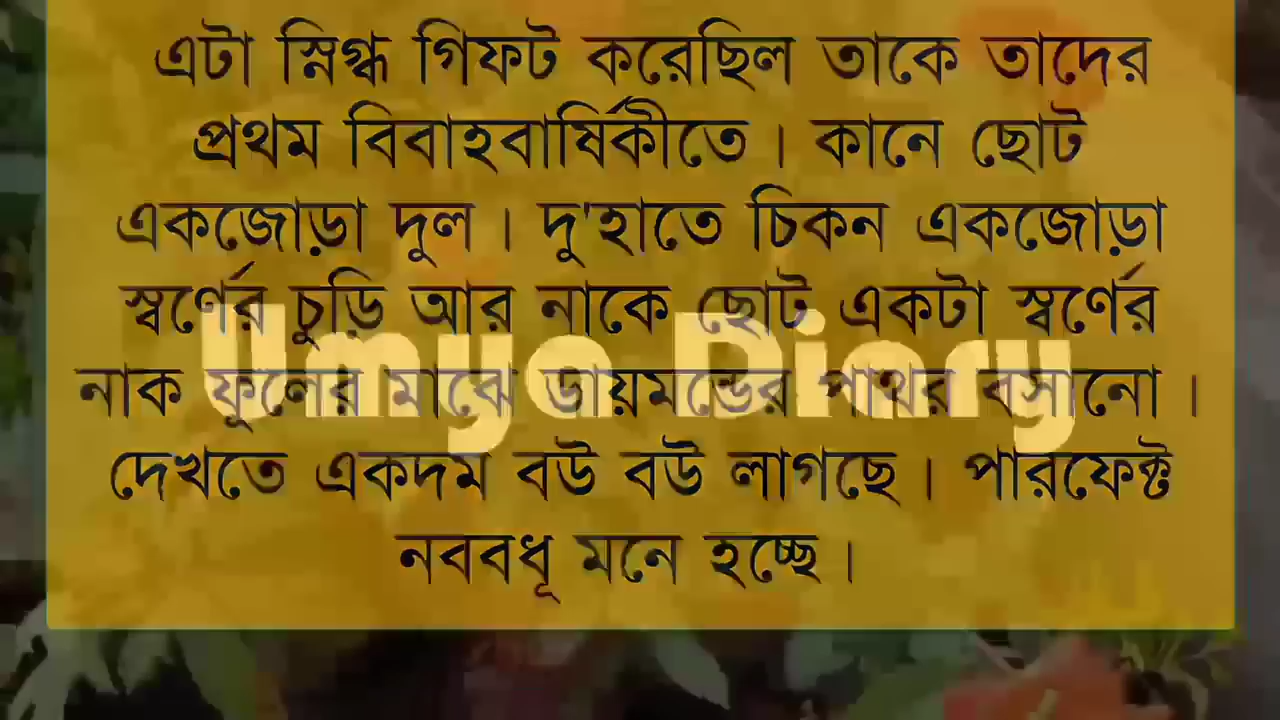 এটা স্নিগ্ধ গিফট করেছিল তাকে তাদের
প্রথম বিবাহবার্ষিকীতে। কানে ছোট
একজোড়া দুল। দু'হাতে চিকন একজোড়া
স্বর্ণের চুড়ি আর নাকে ছোট একটা স্বর্ণের
নাক ফুলের মাঝে ডায়মন্ডের পাথর বসানো।
দেখতে একদম বউ বউ লাগছে। পারফেক্ট
নববধূ মনে হচ্ছে।
Umya Diary